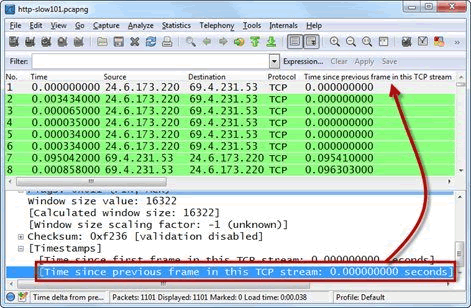 http-slow101.pcapng
File Edit View Go Capture Analyze Statistics Telephony Tools Internals Help
Filter: Expression... Clear Apply Save
No. Time Source Destination Protocol Time since previous frame in this TCP stream
1 0.000000000 24.6.173.220 69.4.231.53 TCP 0.000000000
2 0.003434000 24.6.173.220 69.4.231.53 TCP 0.000000000
3 0.000065000 24.6.173.220 69.4.231.53 TCP 0.000000000
4 0.000035000 24.6.173.220 69.4.231.53 TCP 0.000000000
5 0.000034000 24.6.173.220 69.4.231.53 TCP 0.000000000
6 0.000334000 24.6.173.220 69.4.231.53 TCP 0.000000000
7 0.095042000 69.4.231.53 24.6.173.220 TCP 0.095410000
8 0.000858000 69.4.231.53 24.6.173.220 TCP 0.096303000
Window size value: 16322
[Calculated window size: 16322]
[Window size scaling factor: -1 (unknown)]
Checksum: 0xf236 [validation disabled]
[Timestamps]
[Time since first frame in this TCP stream: 0.000000000 seconds]
[Time since previous frame in this TCP stream: 0.000000000 seconds]
Time delta from pre... Packets: 1101 Displayed: 1101 Marked: 0 Load time: 0:00.038 Profile: Default